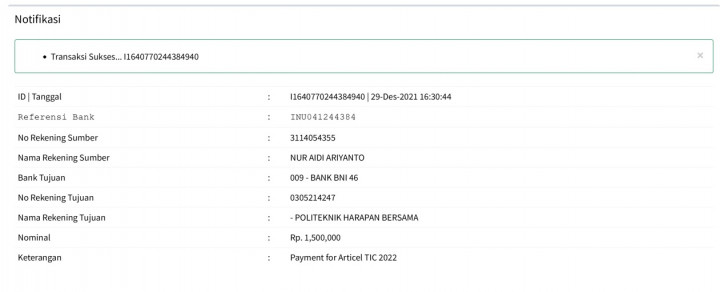 Notifikasi
• Transaksi Sukses... I1640770244384940 ×
ID | Tanggal : I1640770244384940 | 29-Des-2021 16:30:44
Referensi Bank : INU041244384
No Rekening Sumber : 3114054355
Nama Rekening Sumber : NUR AIDI ARIYANTO
Bank Tujuan : 009 - BANK BNI 46
No Rekening Tujuan : 0305214247
Nama Rekening Tujuan : - POLITEKNIK HARAPAN BERSAMA
Nominal : Rp. 1,500,000
Keterangan : Payment for Articel TIC 2022